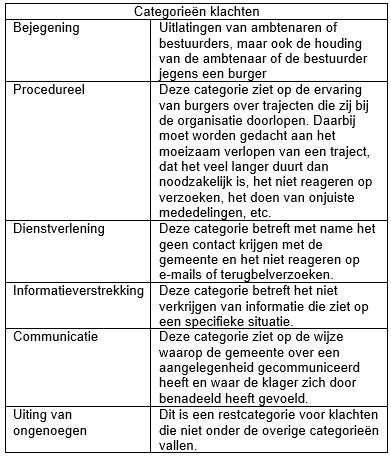 Categorieën klachten
Bejegening
Uitlatingen van ambtenaren of
bestuurders, maar ook de houding
van de ambtenaar of de bestuurder
jegens een burger
Procedureel
Deze categorie ziet op de ervaring
van burgers over trajecten die zij bij
de organisatie doorlopen. Daarbij
moet worden gedacht aan het
moeizaam verlopen van een traject,
dat het veel langer duurt dan
noodzakelijk is, het niet reageren op
verzoeken, het doen van onjuiste
mededelingen, etc.
Dienstverlening
Deze categorie betreft met name het
geen contact krijgen met de
gemeente en het niet reageren op
e-mails of terugbelverzoeken.
Informatieverstrekking
Deze categorie betreft het niet
verkrijgen van informatie die ziet op
een specifieke situatie.
Communicatie
Deze categorie ziet op de wijze
waarop de gemeente over een
aangelegenheid gecommuniceerd
heeft en waar de klager zich door
benadeeld heeft gevoeld.
Uiting van
ongenoegen
Dit is een restcategorie voor klachten
die niet onder de overige categorieën
vallen.